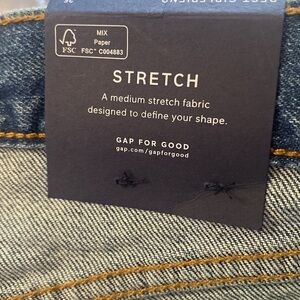 MIX
Paper
FSC FSC™ C004883
STRETCH
A medium stretch fabric
designed to define your shape.
GAP FOR GOOD
gap.com/gapforgood